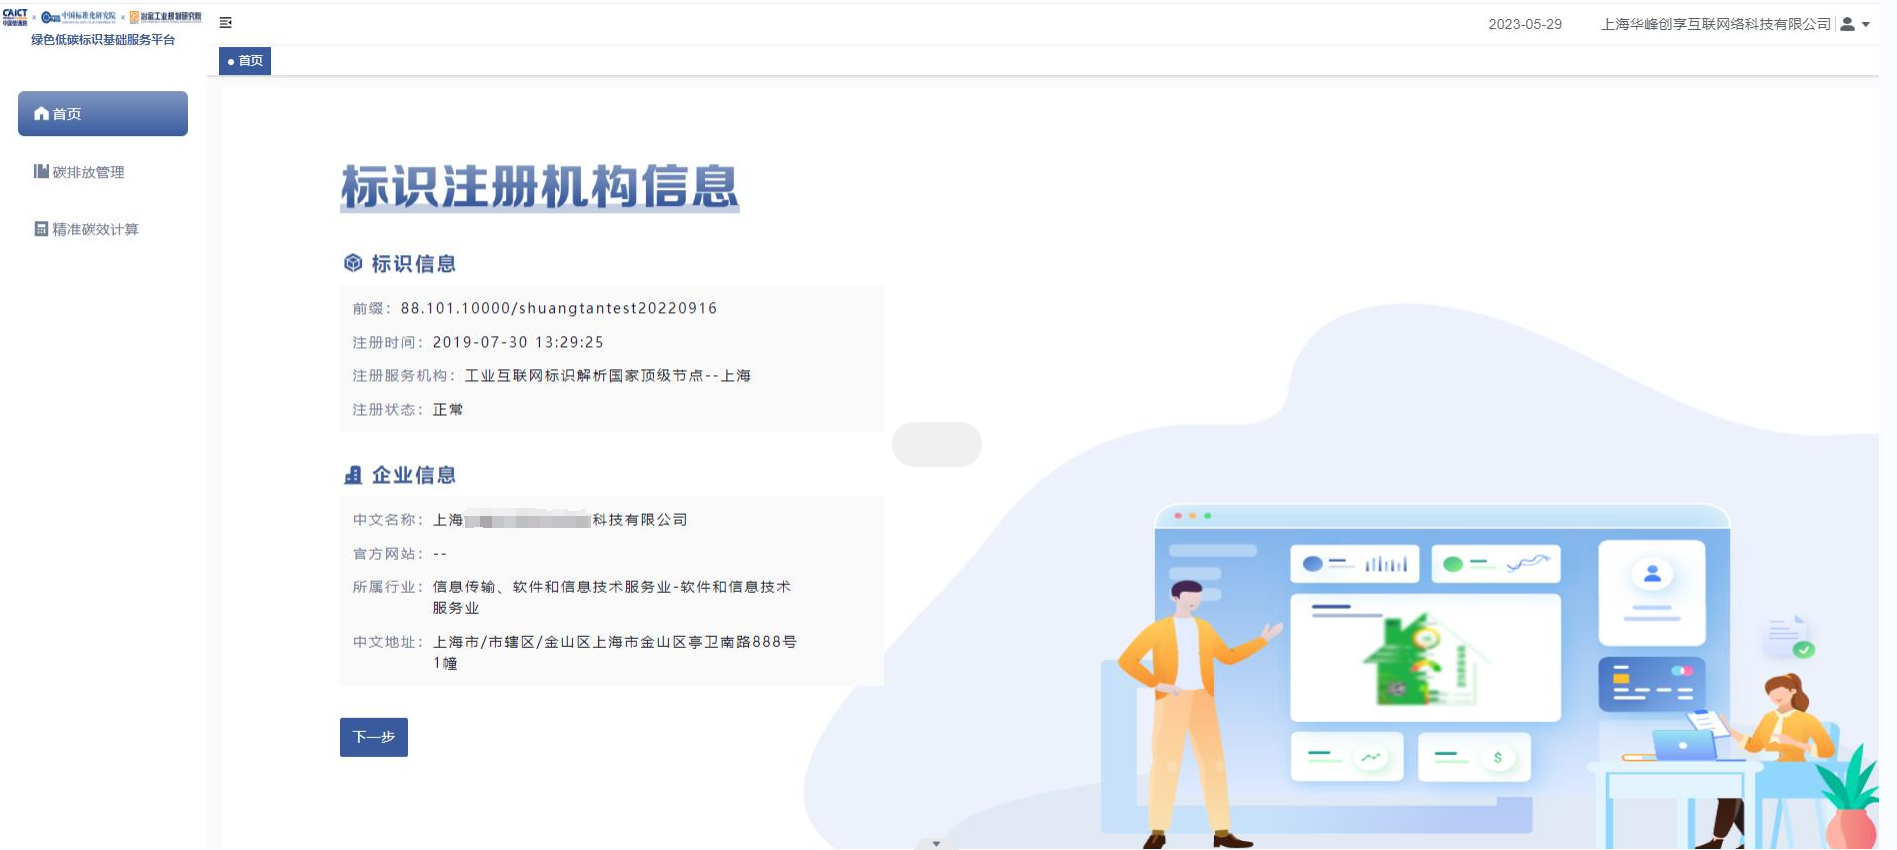 CAICT 中国信通院 × 中国标准化研究院 × 冶金工业规划研究院
绿色低碳标识基础服务平台
2023-05-29 上海华峰创享互联网络科技有限公司
首页
首页
碳排放管理
精准碳效计算
标识注册机构信息
标识信息
前缀：88.101.10000/shuangtantest20220916
注册时间：2019-07-30 13:29:25
注册服务机构：工业互联网标识解析国家顶级节点--上海
注册状态：正常
企业信息
中文名称：上海 科技有限公司
官方网站：--
所属行业：信息传输、软件和信息技术服务业-软件和信息技术
服务业
中文地址：上海市/市辖区/金山区上海市金山区亭卫南路888号
1幢
下一步
$